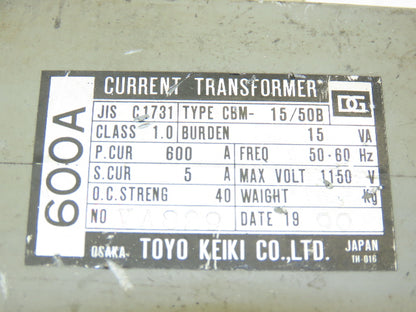 600A
CURRENT TRANSFORMER
DG
JIS C1731 TYPE CBM- 15/50B
CLASS 1.0 BURDEN 15 VA
P.CUR 600 A FREQ 50·60 Hz
S.CUR 5 A MAX VOLT 1150 V
O.C.STRENG 40 WAIGHT Kg
NO DATE 19
OSAKA TOYO KEIKI CO.,LTD. JAPAN
TH-016